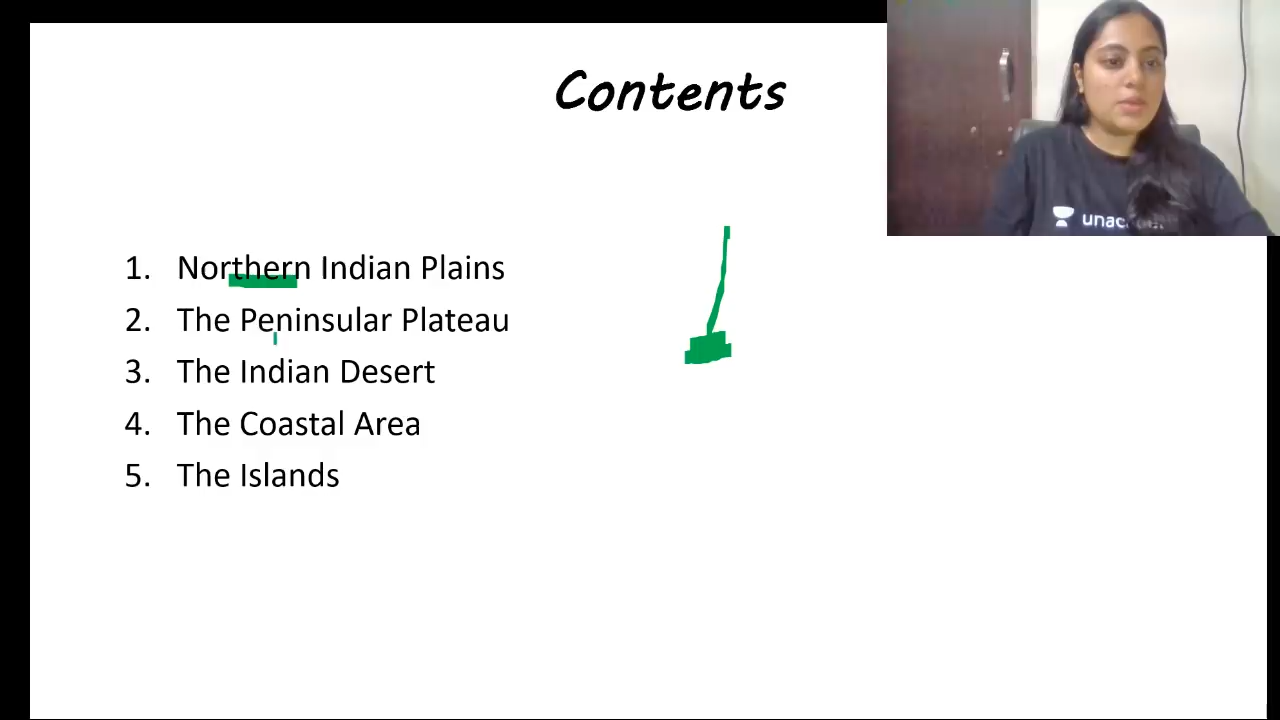 Contents
1. Northern Indian Plains
2. The Peninsular Plateau
3. The Indian Desert
4. The Coastal Area
5. The Islands